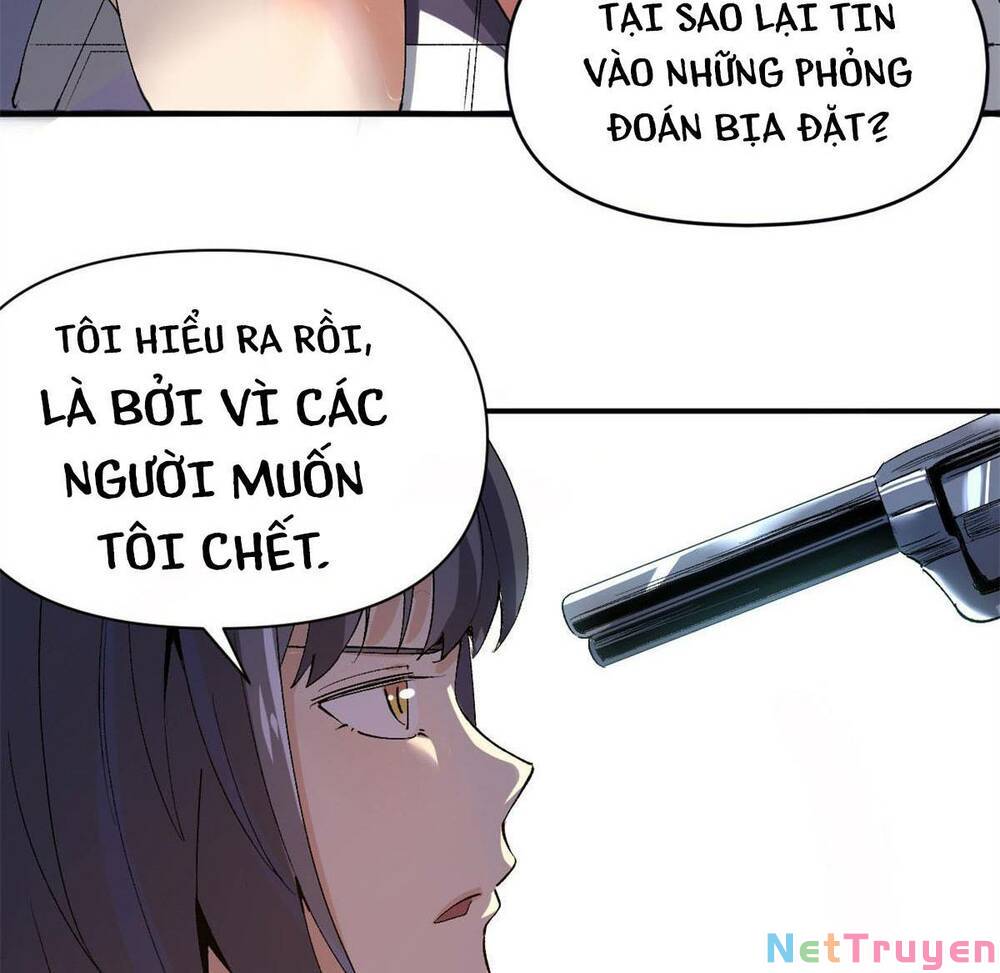 TẠI SAO LẠI TIN
VÀO NHỮNG PHỎNG
ĐOÁN BỊA ĐẶT?
TÔI HIỂU RA RỒI,
LÀ BỞI VÌ CÁC
NGƯỜI MUỐN
TÔI CHẾT.
NetTruyen